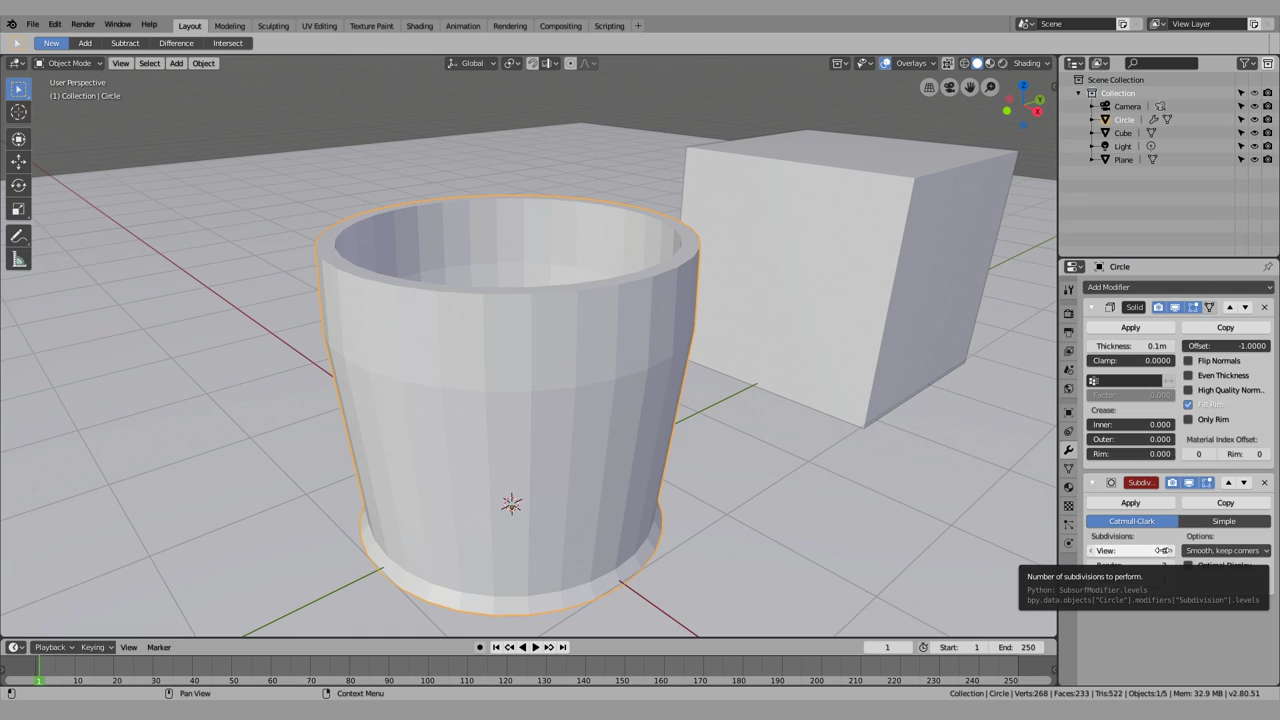 File Edit Render Window Help Layout Modeling Sculpting UV Editing Texture Paint Shading Animation Rendering Compositing Scripting + Scene View Layer
New Add Subtract Difference Intersect
Object Mode View Select Add Object Global Overlays Shading
User Perspective
(1) Collection | Circle
Z
Y
X
Scene Collection
Collection
Camera
Circle
Cube
Light
Plane
Circle
Add Modifier
Solid
Apply Copy
Thickness: 0.1m Offset: -1.0000
Clamp: 0.0000 Flip Normals
Even Thickness
High Quality Norm..
Factor: 0.000
Crease: Fill Rim
Only Rim
Inner: 0.000
Outer: 0.000 Material Index Offset:
Rim: 0.000 0 Rim: 0
Subdiv..
Apply Copy
Catmull-Clark Simple
Subdivisions: Options:
View: Smooth, keep corners
Number of subdivisions to perform.
Python: SubsurfModifier.levels
bpy.data.objects["Circle"].modifiers["Subdivision"].levels
Playback Keying View Marker 1 Start: 1 End: 250
1 10 20 30 40 50 60 70 80 90 100 110 120 130 140 150 160 170 180 190 200 210 220 230 240 250
Pan View Context Menu Collection | Circle | Verts:268 | Faces:233 | Tris:522 | Objects:1/5 | Mem: 32.9 MB | v2.80.51